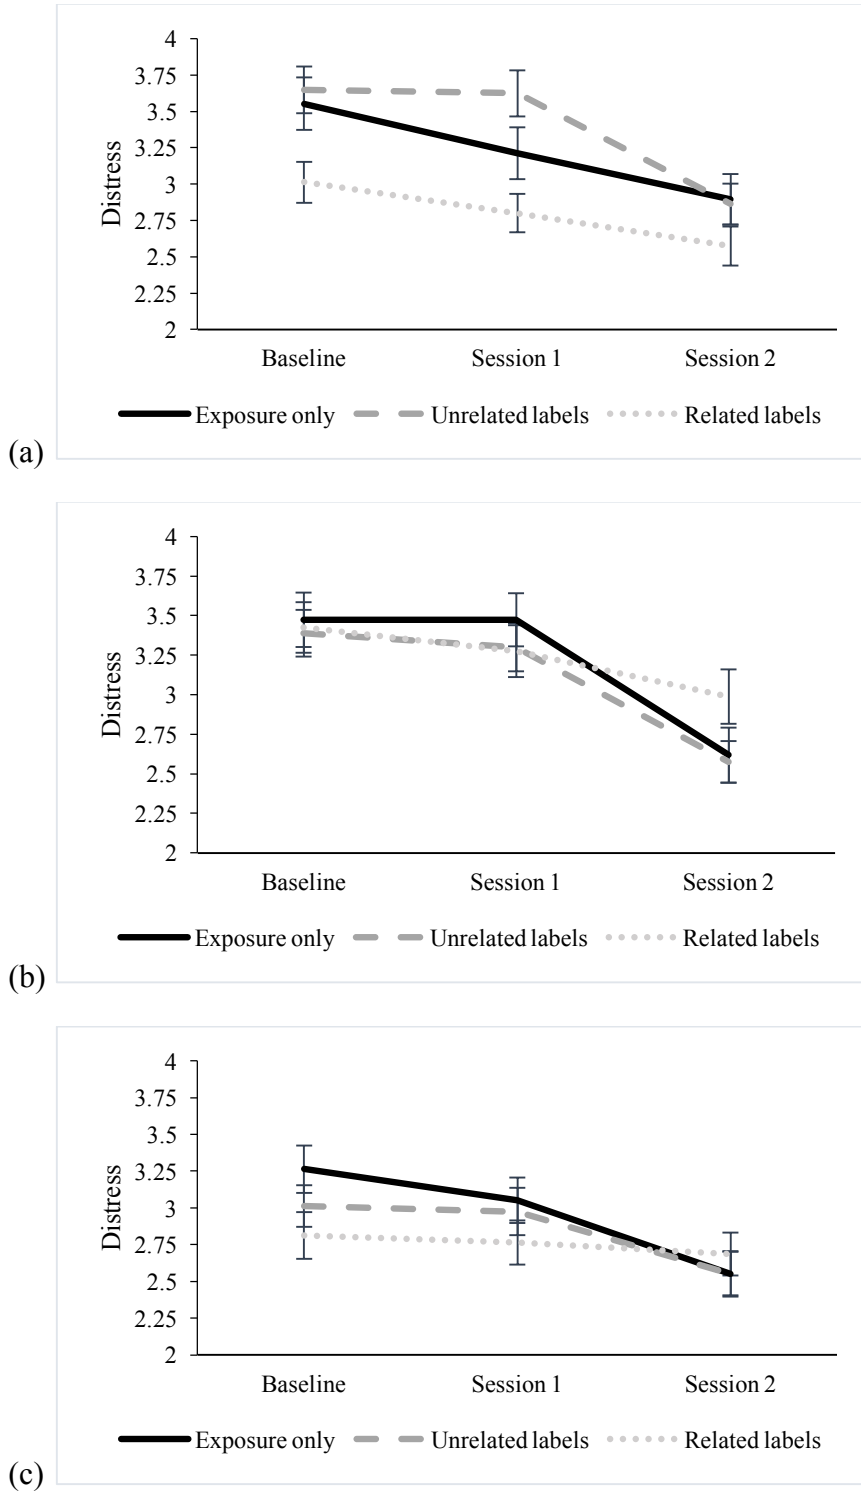 4
3.75
3.5
3.25
3
2.75
2.5
2.25
2
Distress
Baseline Session 1 Session 2
Exposure only Unrelated labels Related labels
(a)
4
3.75
3.5
3.25
3
2.75
2.5
2.25
2
Distress
Baseline Session 1 Session 2
Exposure only Unrelated labels Related labels
(b)
4
3.75
3.5
3.25
3
2.75
2.5
2.25
2
Distress
Baseline Session 1 Session 2
Exposure only Unrelated labels Related labels
(c)